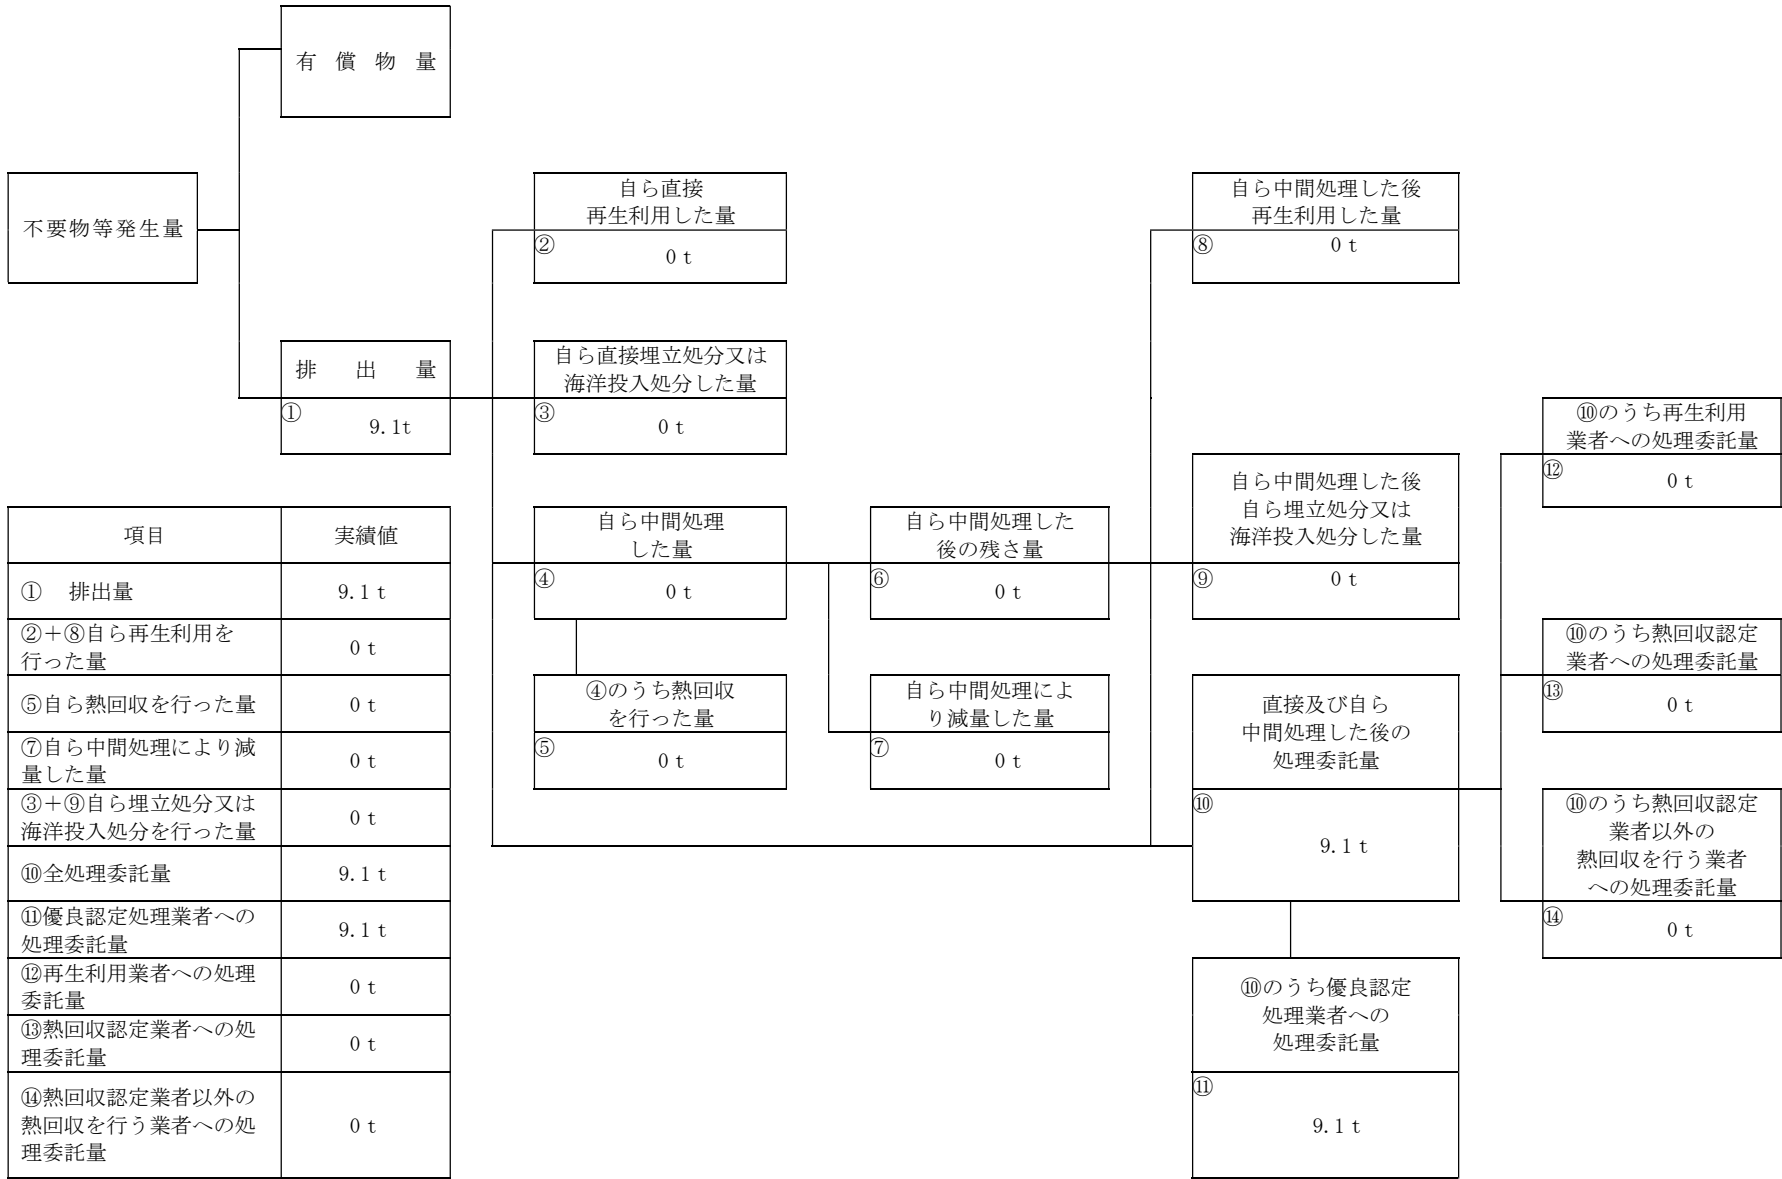 有償物量
不要物等発生量
排出量
①
9.1t
自ら直接
再生利用した量
②
0 t
自ら直接埋立処分又は
海洋投入処分した量
③
0 t
自ら中間処理
した量
④
0 t
④のうち熱回収
を行った量
⑤
0 t
自ら中間処理した
後の残さ量
⑥
0 t
自ら中間処理によ
り減量した量
⑦
0 t
自ら中間処理した後
再生利用した量
⑧
0 t
自ら中間処理した後
自ら埋立処分又は
海洋投入処分した量
⑨
0 t
直接及び自ら
中間処理した後の
処理委託量
⑩
9.1 t
⑩のうち優良認定
処理業者への
処理委託量
⑪
9.1 t
⑩のうち再生利用
業者への処理委託量
⑫
0 t
⑩のうち熱回収認定
業者への処理委託量
⑬
0 t
⑩のうち熱回収認定
業者以外の
熱回収を行う業者
への処理委託量
⑭
0 t
項目 実績値
① 排出量 9.1 t
②＋⑧自ら再生利用を
行った量
0 t
⑤自ら熱回収を行った量 0 t
⑦自ら中間処理により減
量した量
0 t
③＋⑨自ら埋立処分又は
海洋投入処分を行った量
0 t
⑩全処理委託量 9.1 t
⑪優良認定処理業者への
処理委託量
9.1 t
⑫再生利用業者への処理
委託量
0 t
⑬熱回収認定業者への処
理委託量
0 t
⑭熱回収認定業者以外の
熱回収を行う業者への処
理委託量
0 t